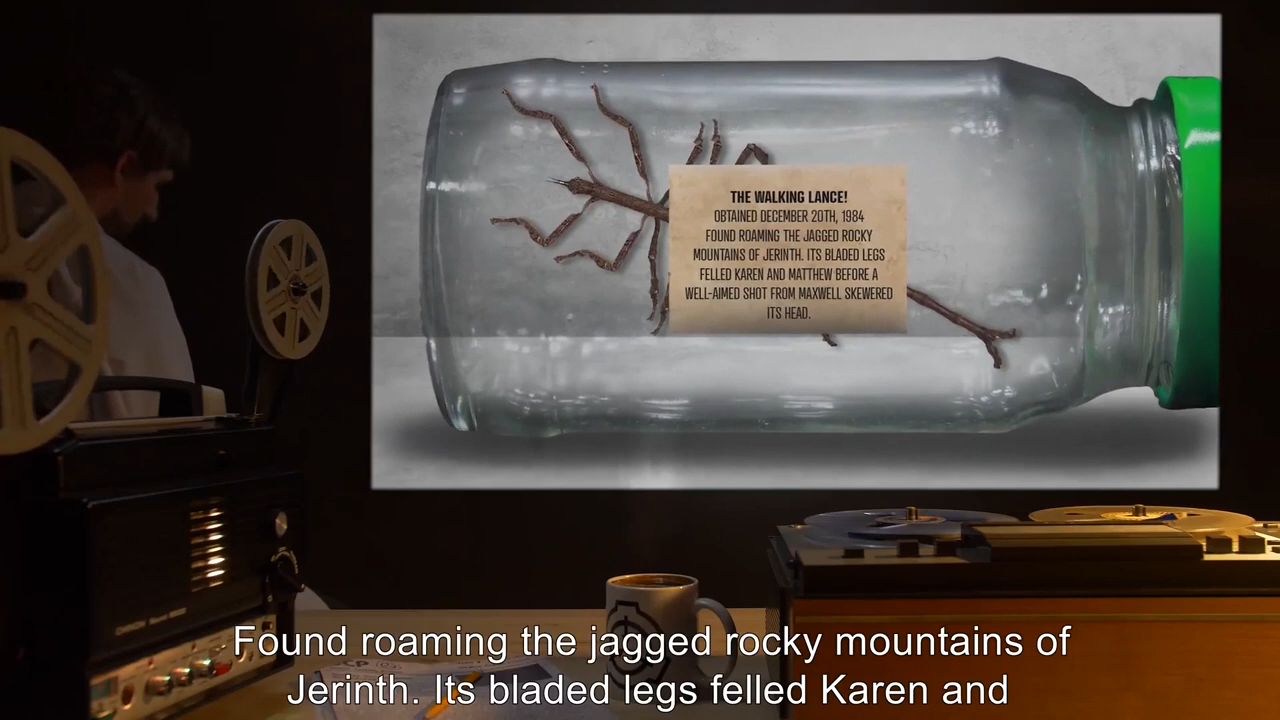 THE WALKING LANCE!
OBTAINED DECEMBER 20TH, 1984
FOUND ROAMING THE JAGGED ROCKY
MOUNTAINS OF JERINTH. ITS BLADED LEGS
FELLED KAREN AND MATTHEW BEFORE A
WELL-AIMED SHOT FROM MAXWELL SKEWERED
ITS HEAD.
Found roaming the jagged rocky mountains of
Jerinth. Its bladed legs felled Karen and